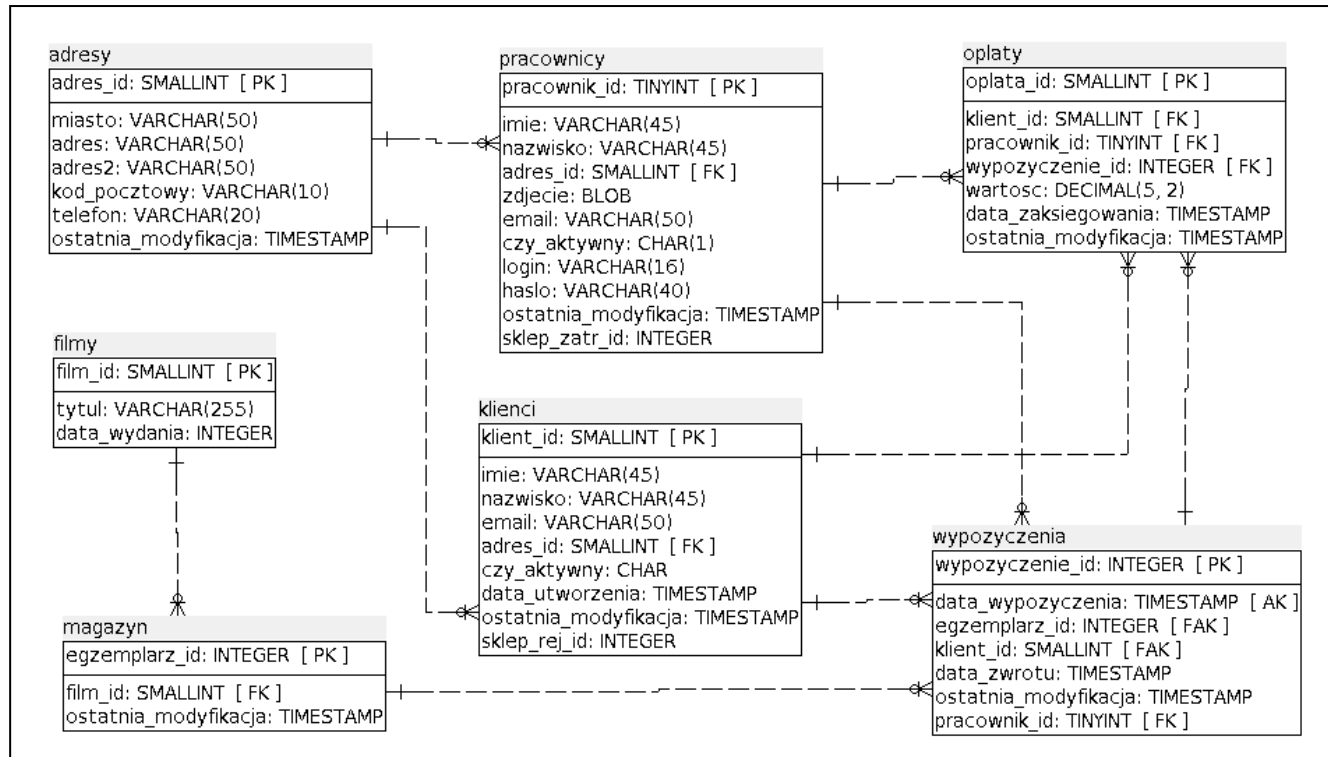 adresy
adres_id: SMALLINT [ PK ]
miasto: VARCHAR(50)
adres: VARCHAR(50)
adres2: VARCHAR(50)
kod_pocztowy: VARCHAR(10)
telefon: VARCHAR(20)
ostatnia_modyfikacja: TIMESTAMP
pracownicy
pracownik_id: TINYINT [ PK ]
imie: VARCHAR(45)
nazwisko: VARCHAR(45)
adres_id: SMALLINT [ FK ]
zdjecie: BLOB
email: VARCHAR(50)
czy_aktywny: CHAR(1)
login: VARCHAR(16)
haslo: VARCHAR(40)
ostatnia_modyfikacja: TIMESTAMP
sklep_zatr_id: INTEGER
oplaty
oplata_id: SMALLINT [ PK ]
klient_id: SMALLINT [ FK ]
pracownik_id: TINYINT [ FK ]
wypozyczenie_id: INTEGER [ FK ]
wartosc: DECIMAL(5, 2)
data_zaksiegowania: TIMESTAMP
ostatnia_modyfikacja: TIMESTAMP
filmy
film_id: SMALLINT [ PK ]
tytul: VARCHAR(255)
data_wydania: INTEGER
klienci
klient_id: SMALLINT [ PK ]
imie: VARCHAR(45)
nazwisko: VARCHAR(45)
email: VARCHAR(50)
adres_id: SMALLINT [ FK ]
czy_aktywny: CHAR
data_utworzenia: TIMESTAMP
ostatnia_modyfikacja: TIMESTAMP
sklep_rej_id: INTEGER
wypozyczenia
wypozyczenie_id: INTEGER [ PK ]
data_wypozyczenia: TIMESTAMP [ AK ]
egzemplarz_id: INTEGER [ FAK ]
klient_id: SMALLINT [ FAK ]
data_zwrotu: TIMESTAMP
ostatnia_modyfikacja: TIMESTAMP
pracownik_id: TINYINT [ FK ]
magazyn
egzemplarz_id: INTEGER [ PK ]
film_id: SMALLINT [ FK ]
ostatnia_modyfikacja: TIMESTAMP